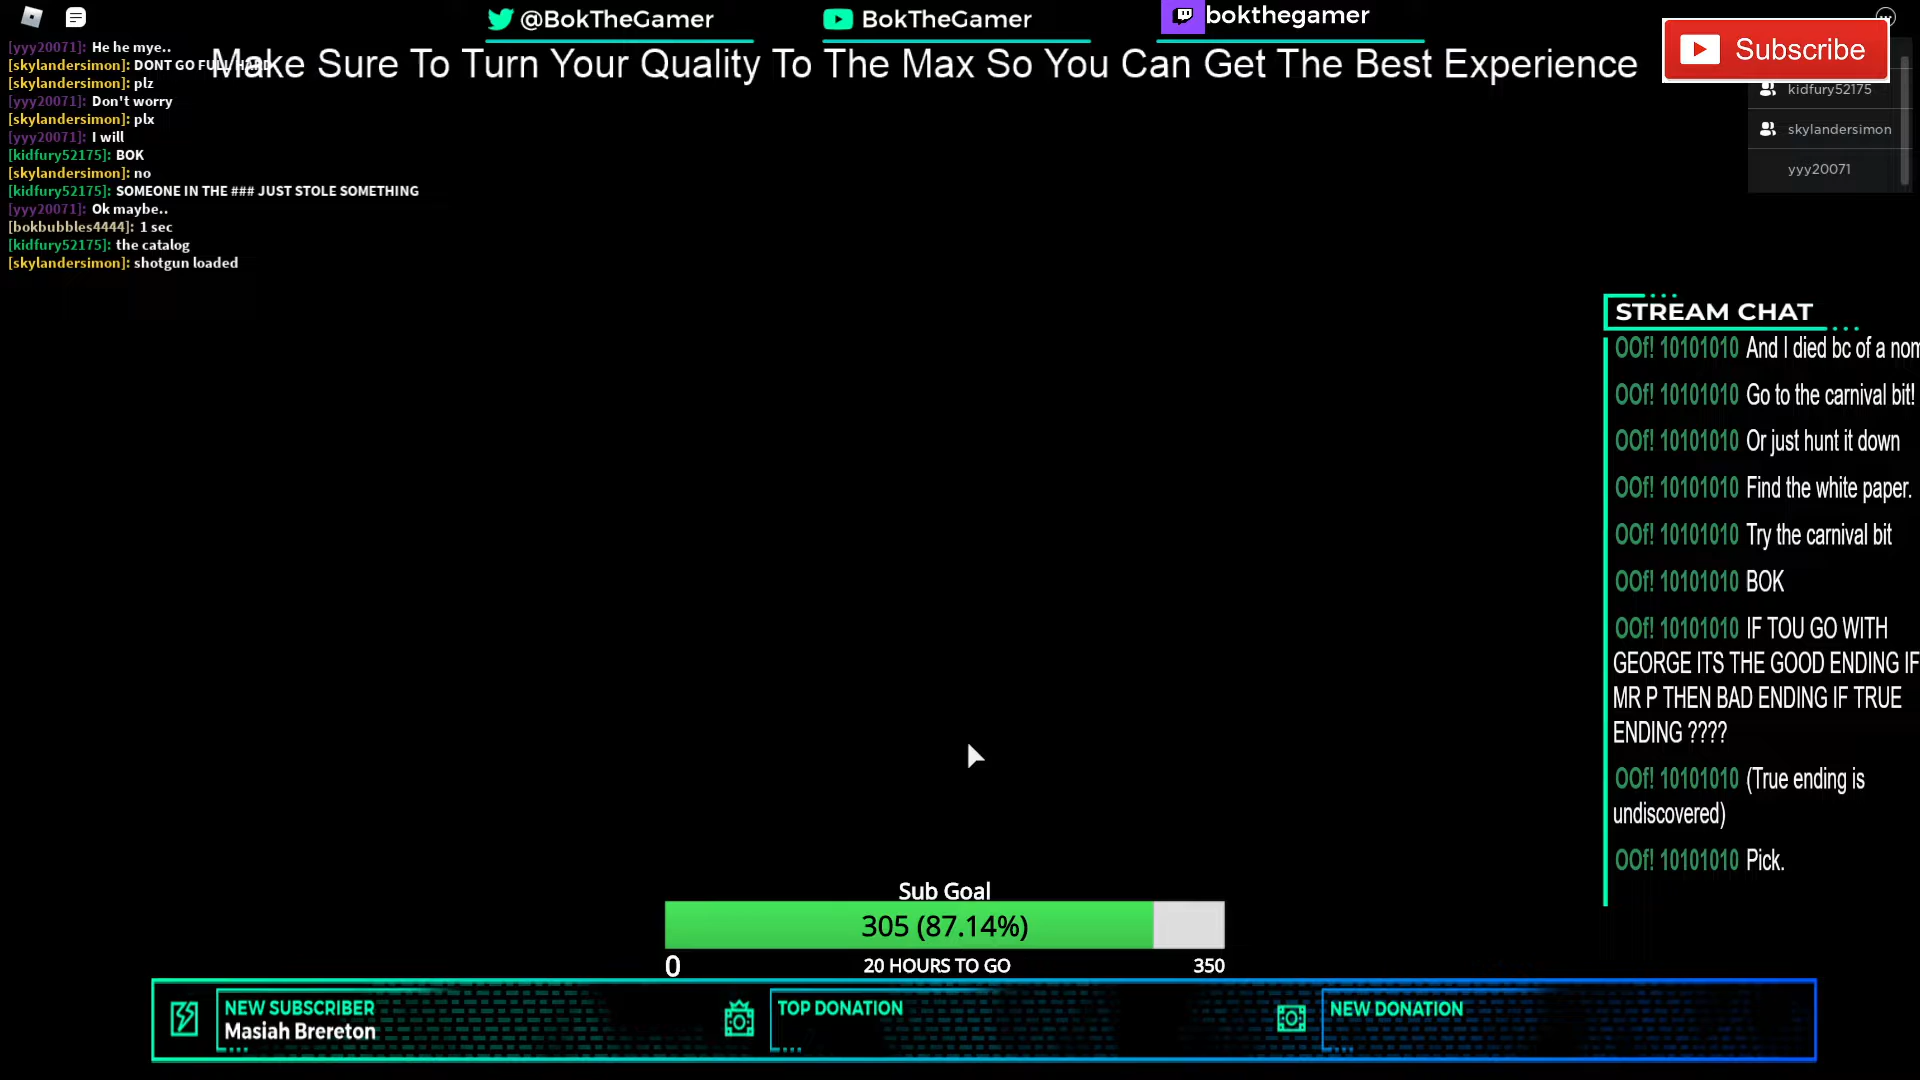 @BokTheGamer
BokTheGamer
bokthegamer
Make Sure To Turn Your Quality To The Max So You Can Get The Best Experience
Subscribe
[yyy20071]: He he mye..
[skylandersimon]: DONT GO FULL HARD
[skylandersimon]: plz
[yyy20071]: Don't worry
[skylandersimon]: plx
[yyy20071]: I will
[kidfury52175]: BOK
[skylandersimon]: no
[kidfury52175]: SOMEONE IN THE ### JUST STOLE SOMETHING
[yyy20071]: Ok maybe..
[bokbubbles4444]: 1 sec
[kidfury52175]: the catalog
[skylandersimon]: shotgun loaded
kidfury52175
skylandersimon
yyy20071
STREAM CHAT
OOf! 10101010 And I died bc of a nom
OOf! 10101010 Go to the carnival bit!
OOf! 10101010 Or just hunt it down
OOf! 10101010 Find the white paper.
OOf! 10101010 Try the carnival bit
OOf! 10101010 BOK
OOf! 10101010 IF TOU GO WITH
GEORGE ITS THE GOOD ENDING IF
MR P THEN BAD ENDING IF TRUE
ENDING ????
OOf! 10101010 (True ending is
undiscovered)
OOf! 10101010 Pick.
Sub Goal
305 (87.14%)
0 20 HOURS TO GO 350
NEW SUBSCRIBER
Masiah Brereton
TOP DONATION
NEW DONATION